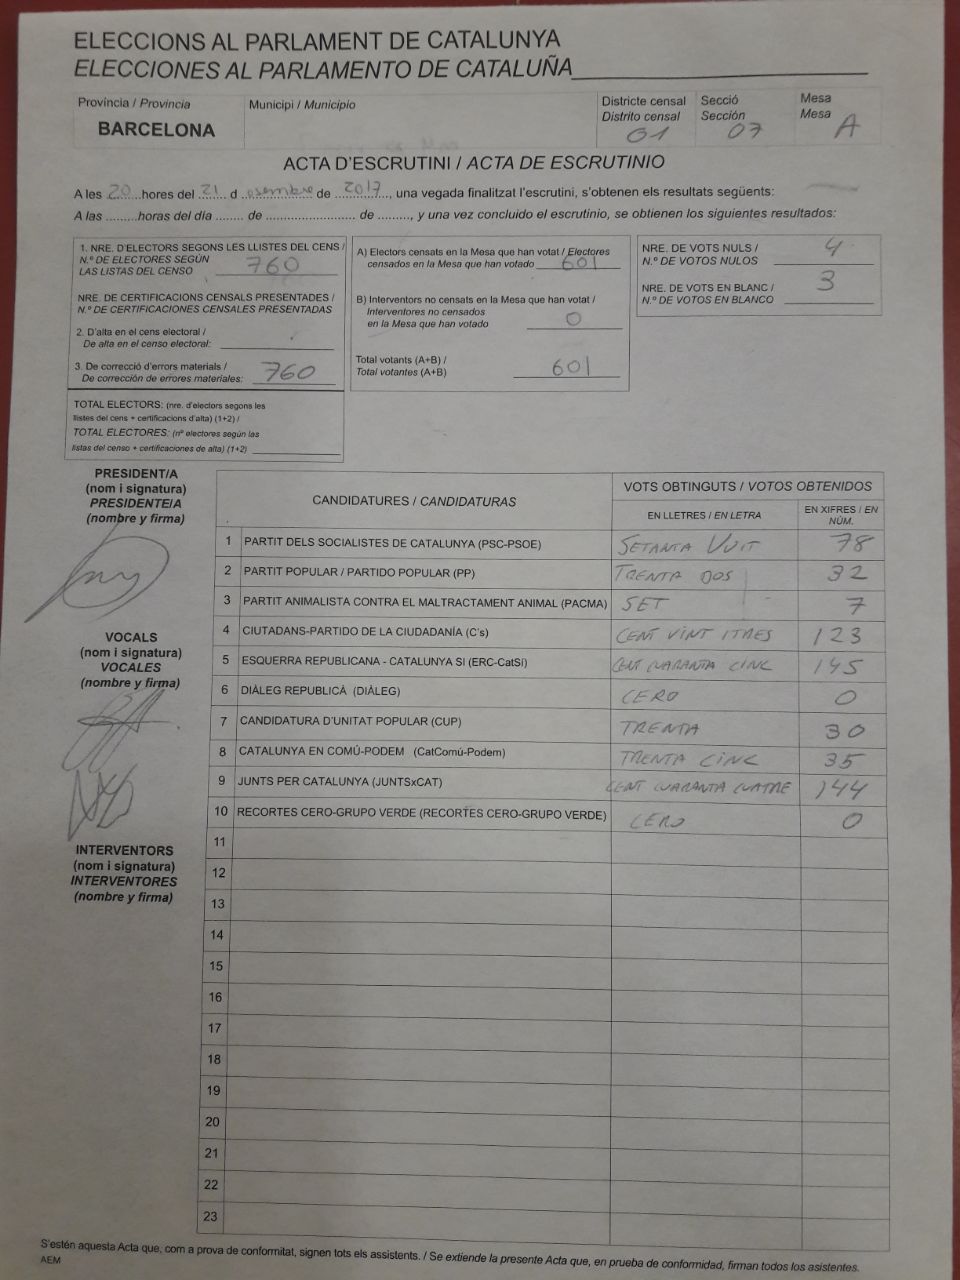 ELECCIONS AL PARLAMENT DE CATALUNYA
ELECCIONES AL PARLAMENTO DE CATALUÑA
Província / Provincia
BARCELONA
Municipi / Municipio
Districte censal
Distrito censal
01
Secció
Sección
07
Mesa
Mesa
A
ACTA D'ESCRUTINI / ACTA DE ESCRUTINIO
A les 20 hores del 21 d desembre de 2017, una vegada finalitzat l'escrutini, s'obtenen els resultats següents:
A las .........horas del día ........ de ......................... de ........., y una vez concluido el escrutinio, se obtienen los siguientes resultados:
1. NRE. D'ELECTORS SEGONS LES LLISTES DEL CENS /
N.º DE ELECTORES SEGÚN
LAS LISTAS DEL CENSO 760
NRE. DE CERTIFICACIONS CENSALS PRESENTADES /
N.º DE CERTIFICACIONES CENSALES PRESENTADAS
2. D'alta en el cens electoral /
De alta en el censo electoral:
3. De correcció d'errors materials /
De corrección de errores materiales: 760
TOTAL ELECTORS: (nre. d'electors segons les
llistes del cens + certificacions d'alta) (1+2) /
TOTAL ELECTORES: (nº electores según las
listas del censo + certificaciones de alta) (1+2)
A) Electors censats en la Mesa que han votat / Electores
censados en la Mesa que han votado 601
B) Interventors no censats en la Mesa que han votat /
Interventores no censados
en la Mesa que han votado 0
Total votants (A+B) /
Total votantes (A+B) 601
NRE. DE VOTS NULS /
N.º DE VOTOS NULOS 4
NRE. DE VOTS EN BLANC /
N.º DE VOTOS EN BLANCO 3
PRESIDENT/A
(nom i signatura)
PRESIDENTE/A
(nombre y firma)
VOCALS
(nom i signatura)
VOCALES
(nombre y firma)
INTERVENTORS
(nom i signatura)
INTERVENTORES
(nombre y firma)
CANDIDATURES / CANDIDATURAS
VOTS OBTINGUTS / VOTOS OBTENIDOS
EN LLETRES / EN LETRA
EN XIFRES / EN NÚM.
1 PARTIT DELS SOCIALISTES DE CATALUNYA (PSC-PSOE) SETANTA VUIT 78
2 PARTIT POPULAR / PARTIDO POPULAR (PP) TRENTA DOS 32
3 PARTIT ANIMALISTA CONTRA EL MALTRACTAMENT ANIMAL (PACMA) SET 7
4 CIUTADANS-PARTIDO DE LA CIUDADANÍA (C's) CENT VINT I TRES 123
5 ESQUERRA REPUBLICANA - CATALUNYA SI (ERC-CatSí) CENT QUARANTA CINC 145
6 DIÀLEG REPUBLICÀ (DIÀLEG) CERO 0
7 CANDIDATURA D'UNITAT POPULAR (CUP) TRENTA 30
8 CATALUNYA EN COMÚ-PODEM (CatComú-Podem) TRENTA CINC 35
9 JUNTS PER CATALUNYA (JUNTSxCAT) CENT QUARANTA QUATRE 144
10 RECORTES CERO-GRUPO VERDE (RECORTES CERO-GRUPO VERDE) CERO 0
11
12
13
14
15
16
17
18
19
20
21
22
23
S'estén aquesta Acta que, com a prova de conformitat, signen tots els assistents. / Se extiende la presente Acta que, en prueba de conformidad, firman todos los asistentes.
AEM